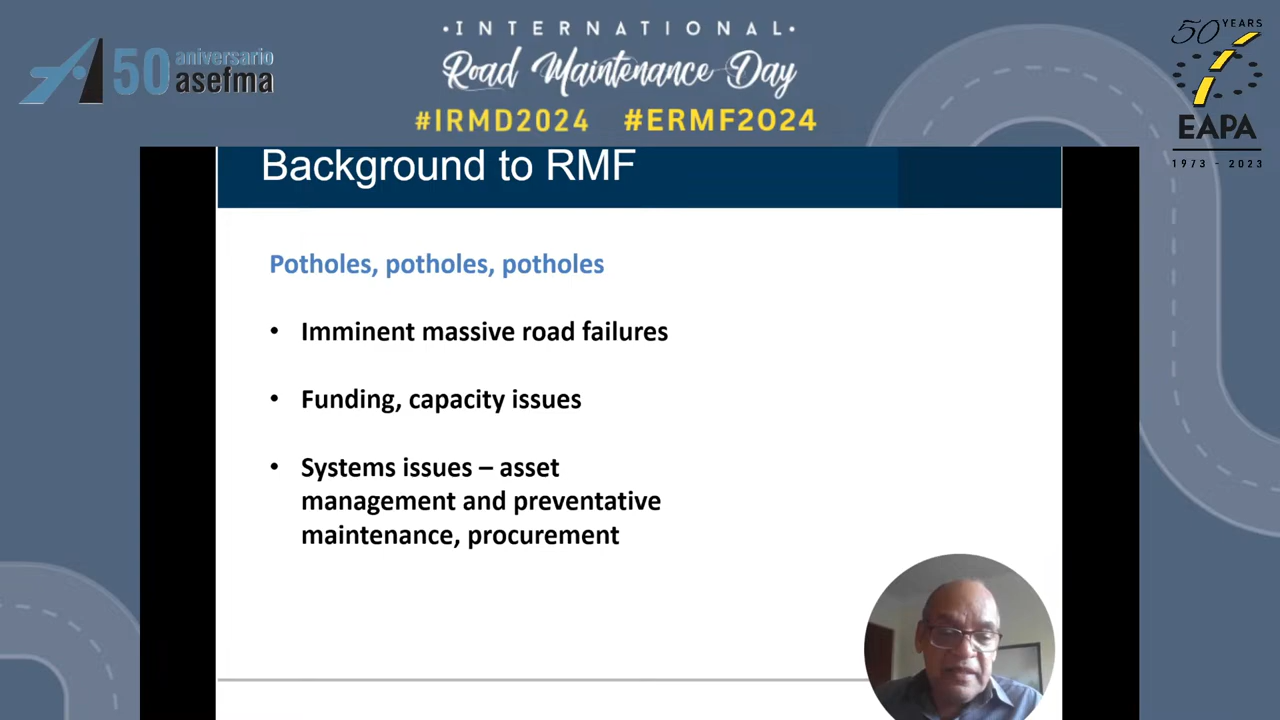 50 aniversario
asefma
·INTERNATIONAL·
Road Maintenance Day
#IRMD2024 #ERMF2024
50 YEARS
EAPA
1973 - 2023
Background to RMF
Potholes, potholes, potholes
• Imminent massive road failures
• Funding, capacity issues
• Systems issues – asset
management and preventative
maintenance, procurement